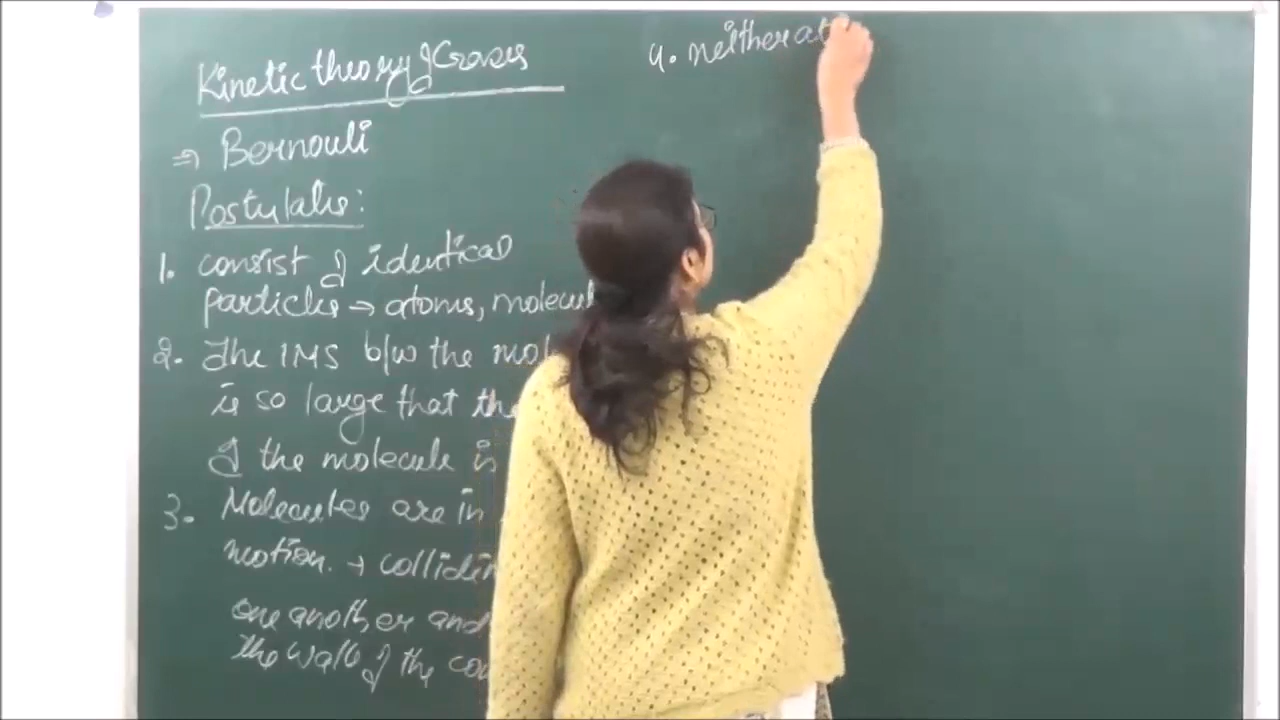 Kinetic theory of Gases
⇒ Bernouli
Postulates:
1. consist of identical
particles → atoms, molecul
2. The IMS b/w the mol
is so large that the
of the molecule is
3. Molecules are in
motion. → collidin
one another and
the walls of the co
4. neither at